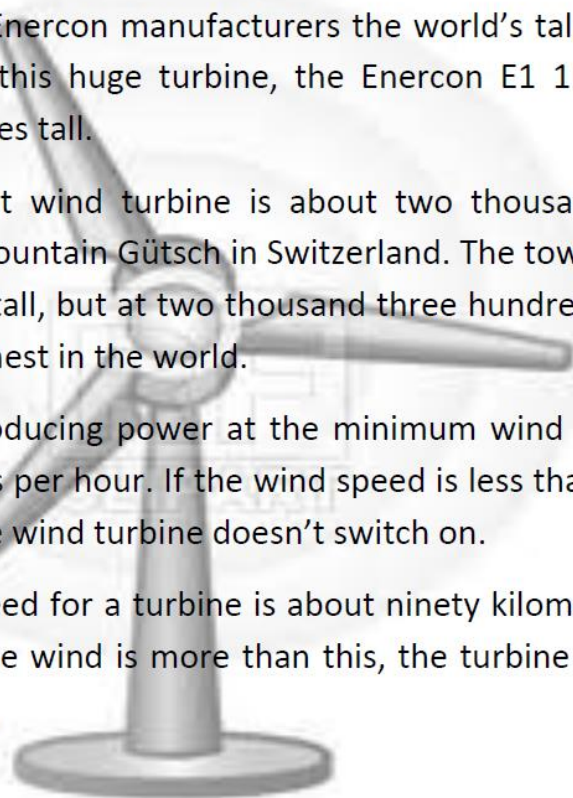 Enercon manufacturers the world's tal
this huge turbine, the Enercon E1 1
es tall.
t wind turbine is about two thousa
ountain Gütsch in Switzerland. The tow
tall, but at two thousand three hundre
nest in the world.
oducing power at the minimum wind
s per hour. If the wind speed is less tha
e wind turbine doesn't switch on.
eed for a turbine is about ninety kilom
e wind is more than this, the turbine